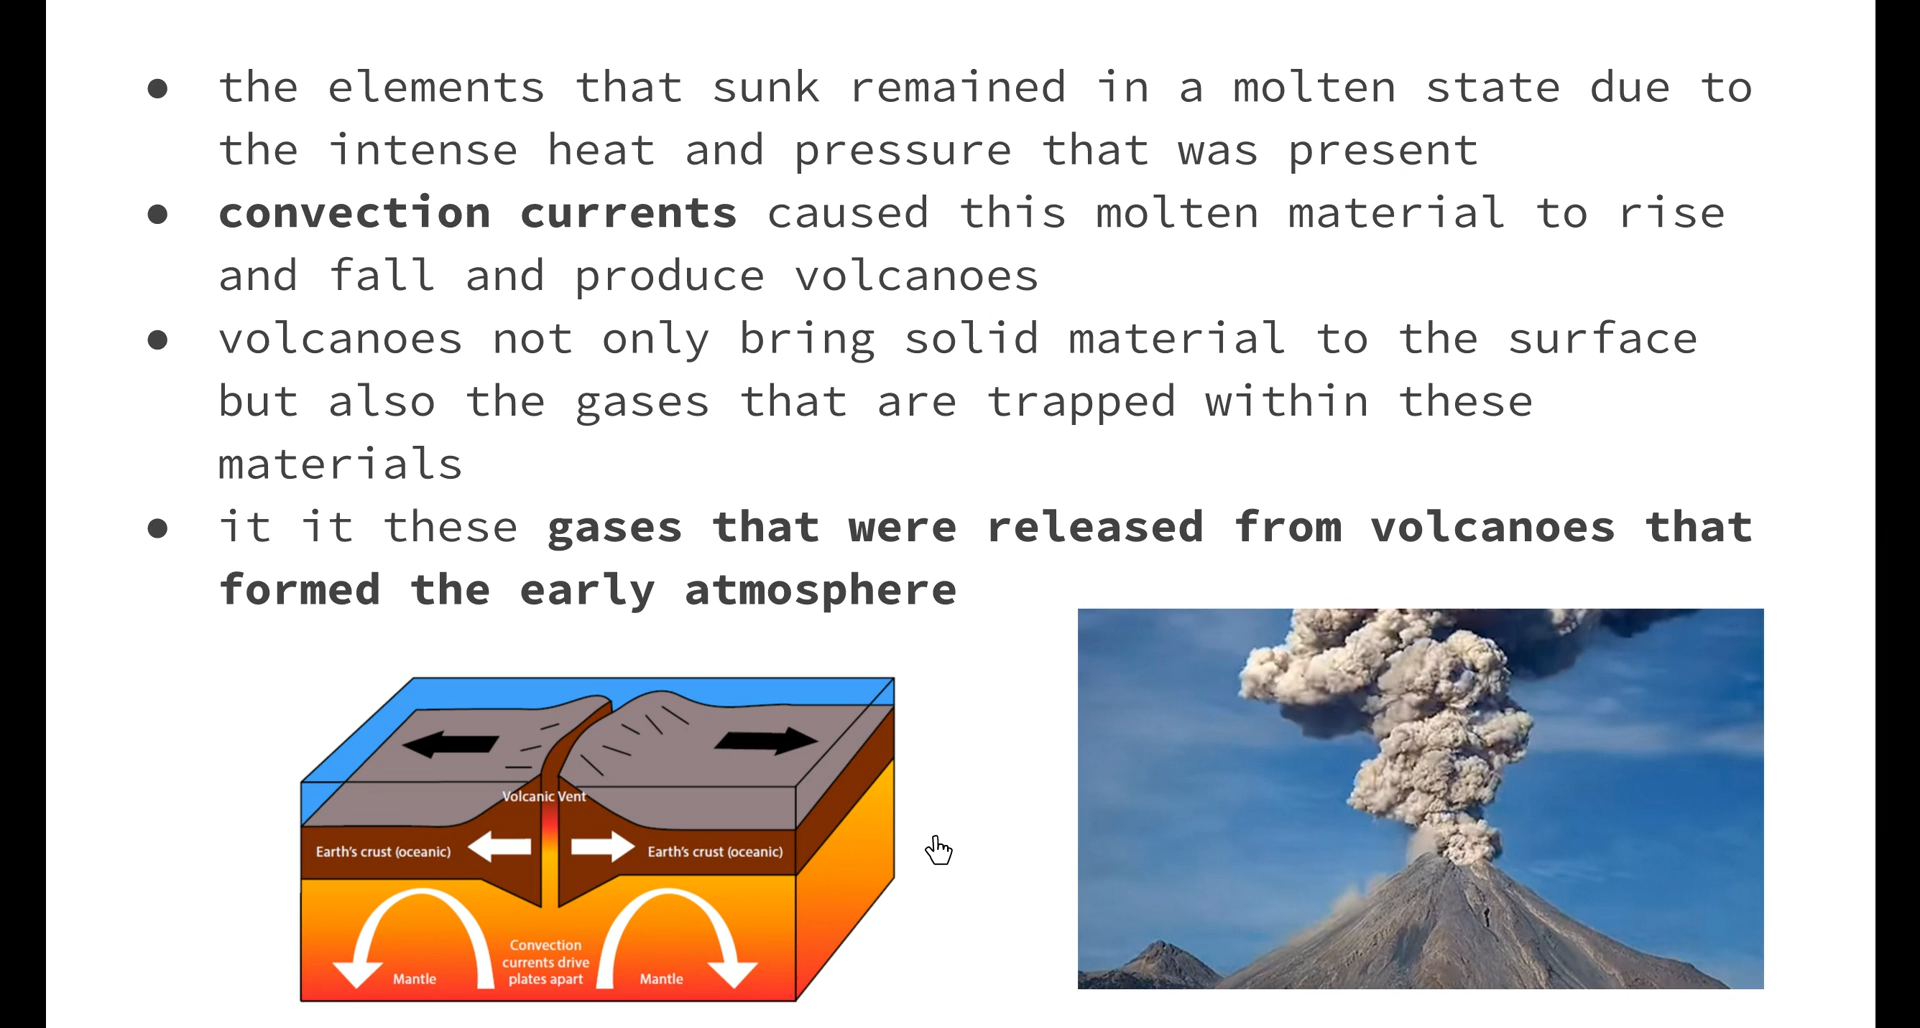 ● the elements that sunk remained in a molten state due to
the intense heat and pressure that was present
● convection currents caused this molten material to rise
and fall and produce volcanoes
● volcanoes not only bring solid material to the surface
but also the gases that are trapped within these
materials
● it it these gases that were released from volcanoes that
formed the early atmosphere
Volcanic Vent
Earth's crust (oceanic)
Earth's crust (oceanic)
Convection
currents drive
plates apart
Mantle
Mantle